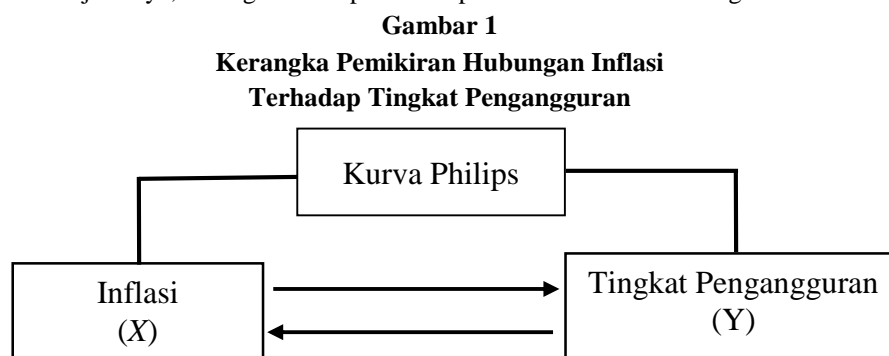 Gambar 1
Kerangka Pemikiran Hubungan Inflasi
Terhadap Tingkat Pengangguran
Kurva Philips
Inflasi
(X)
Tingkat Pengangguran
(Y)